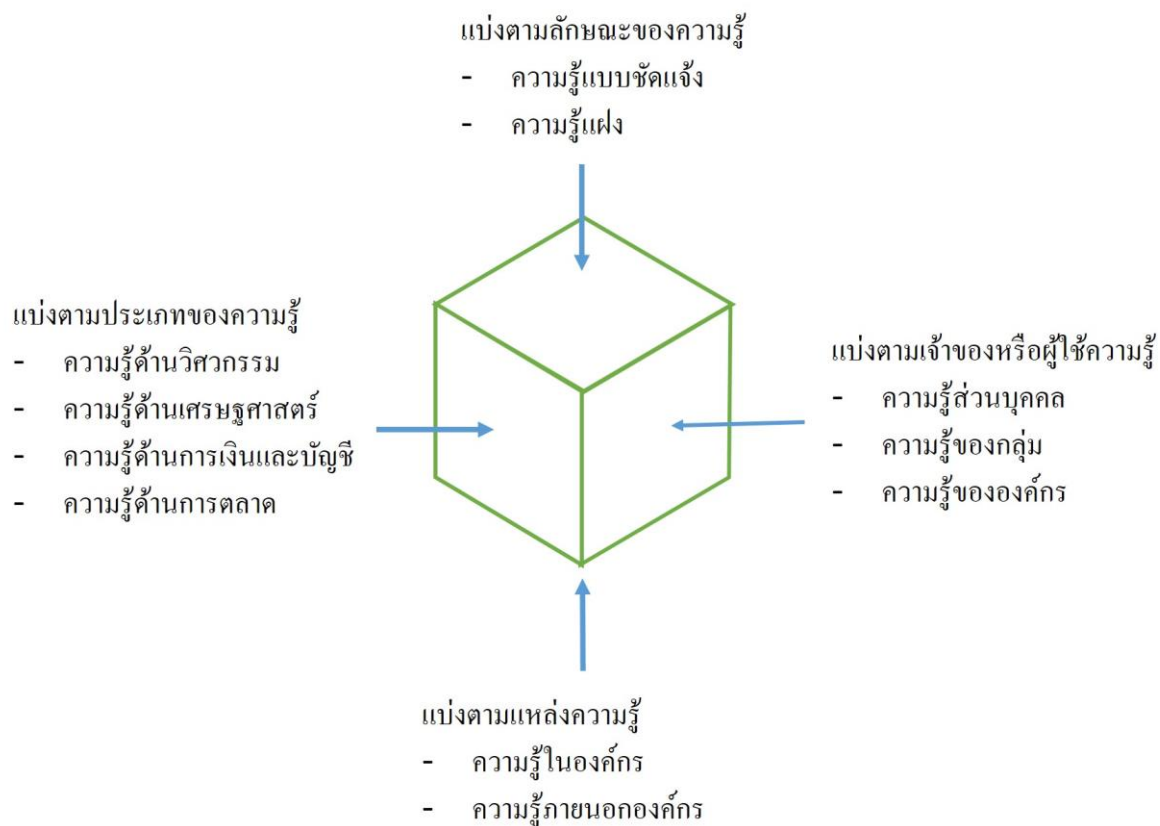 แบ่งตามลักษณะของความรู้
- ความรู้แบบชัดแจ้ง
- ความรู้แฝง
แบ่งตามประเภทของความรู้
- ความรู้ด้านวิศวกรรม
- ความรู้ด้านเศรษฐศาสตร์
- ความรู้ด้านการเงินและบัญชี
- ความรู้ด้านการตลาด
แบ่งตามเจ้าของหรือผู้ใช้ความรู้
- ความรู้ส่วนบุคคล
- ความรู้ของกลุ่ม
- ความรู้ขององค์กร
แบ่งตามแหล่งความรู้
- ความรู้ในองค์กร
- ความรู้ภายนอกองค์กร